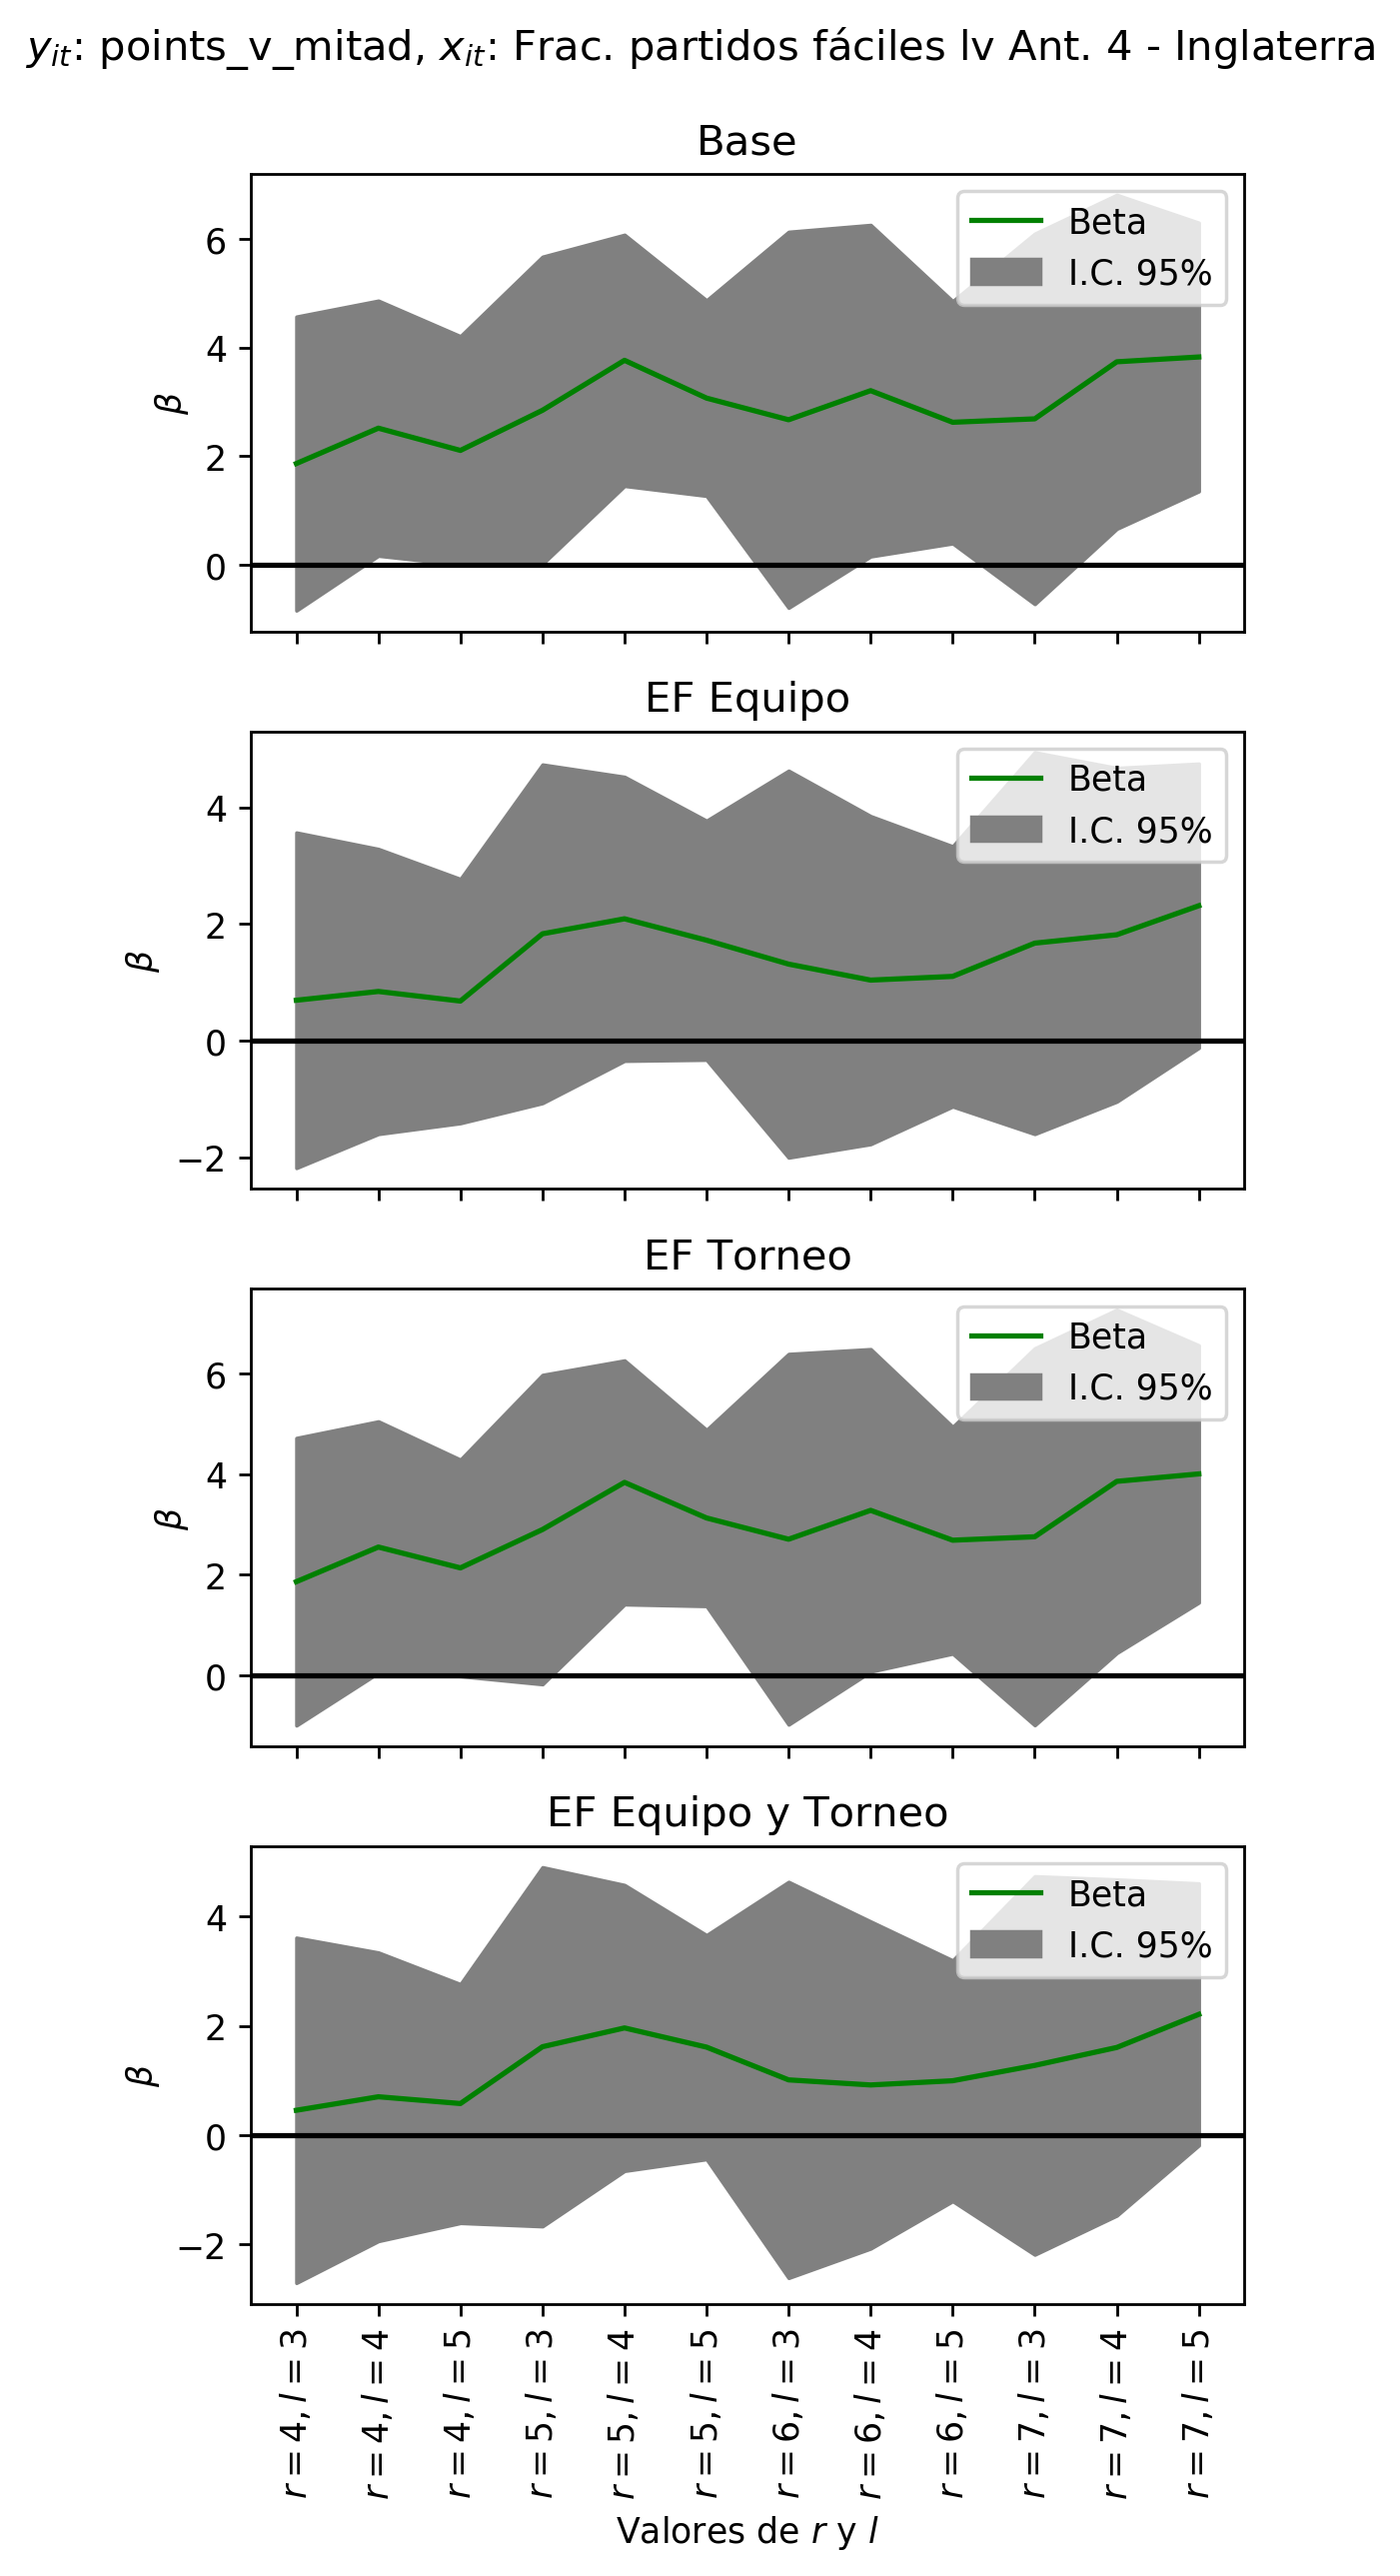 y_it: points_v_mitad, x_it: Frac. partidos fáciles lv Ant. 4 - Inglaterra
Base
Beta
I.C. 95%
6
4
2
0
β
EF Equipo
Beta
I.C. 95%
4
2
0
−2
β
EF Torneo
Beta
I.C. 95%
6
4
2
0
β
EF Equipo y Torneo
Beta
I.C. 95%
4
2
0
−2
β
r = 4, l = 3
r = 4, l = 4
r = 4, l = 5
r = 5, l = 3
r = 5, l = 4
r = 5, l = 5
r = 6, l = 3
r = 6, l = 4
r = 6, l = 5
r = 7, l = 3
r = 7, l = 4
r = 7, l = 5
Valores de r y l